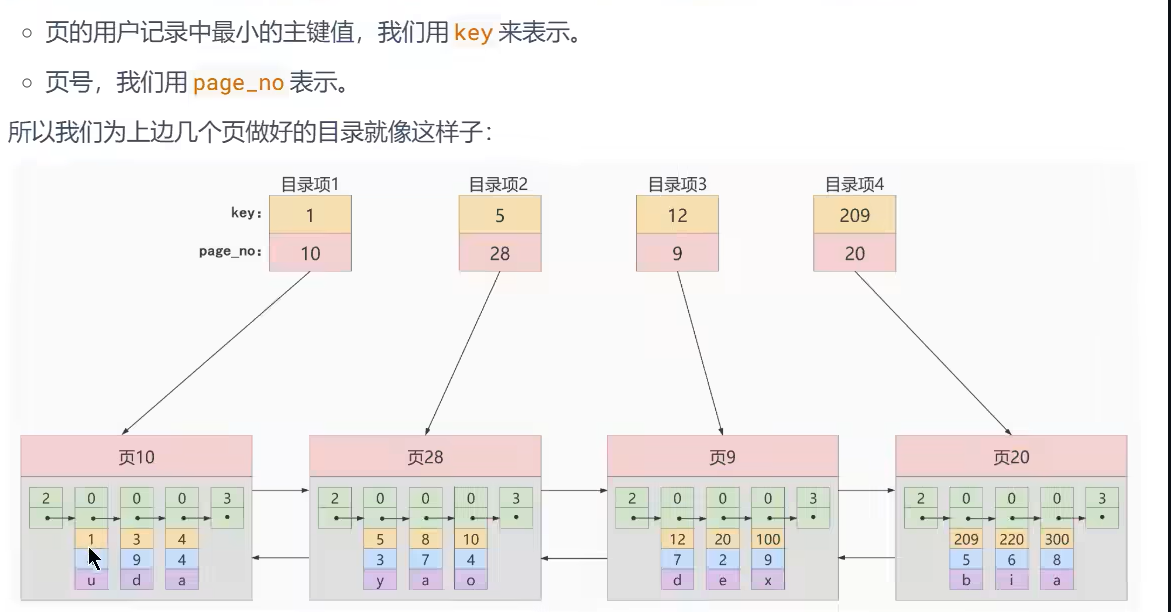 页的用户记录中最小的主键值，我们用 key 来表示。
页号，我们用 page_no 表示。
所以我们为上边几个页做好的目录就像这样子：
目录项1 目录项2 目录项3 目录项4
key: 1 5 12 209
page_no: 10 28 9 20
页10 页28 页9 页20
2 0 0 0 3 2 0 0 0 3 2 0 0 0 3 2 0 0 0 3
1 3 4 5 8 10 12 20 100 209 220 300
9 4 3 7 4 7 2 9 5 6 8
u d a y a o d e x b i a